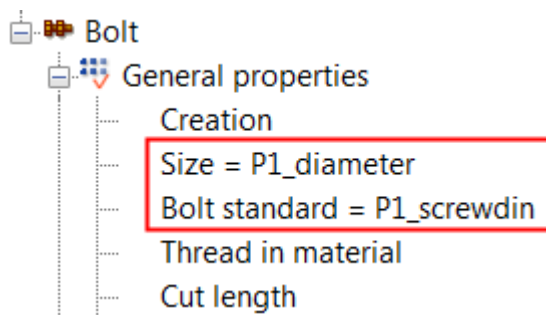 Bolt
General properties
Creation
Size = P1_diameter
Bolt standard = P1_screwdin
Thread in material
Cut length